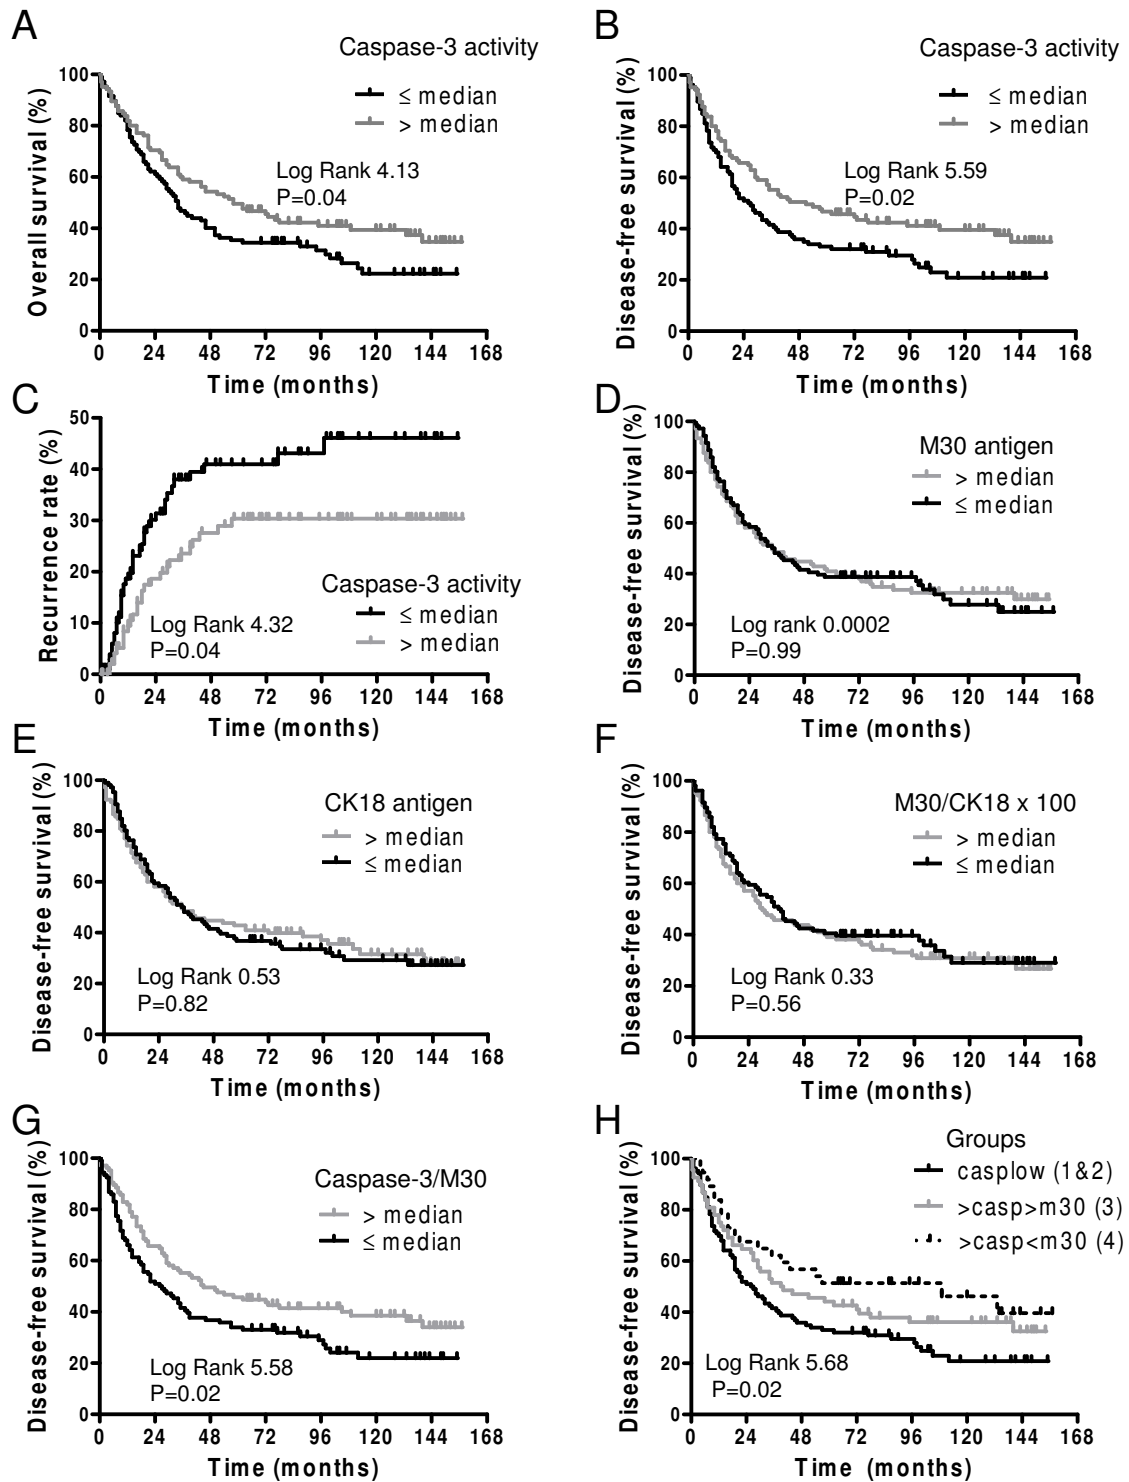 A
Caspase-3 activity
≤ median
> median
Log Rank 4.13
P=0.04
Overall survival (%)
100
80
60
40
20
0
0 24 48 72 96 120 144 168
Time (months)
B
Caspase-3 activity
≤ median
> median
Log Rank 5.59
P=0.02
Disease-free survival (%)
100
80
60
40
20
0
0 24 48 72 96 120 144 168
Time (months)
C
Recurrence rate (%)
50
40
30
20
10
0
Caspase-3 activity
≤ median
> median
Log Rank 4.32
P=0.04
0 24 48 72 96 120 144 168
Time (months)
D
Disease-free survival (%)
100
80
60
40
20
0
M30 antigen
> median
≤ median
Log rank 0.0002
P=0.99
0 24 48 72 96 120 144 168
Time (months)
E
Disease-free survival (%)
100
80
60
40
20
0
CK18 antigen
> median
≤ median
Log Rank 0.53
P=0.82
0 24 48 72 96 120 144 168
Time (months)
F
Disease-free survival (%)
100
80
60
40
20
0
M30/CK18 x 100
> median
≤ median
Log Rank 0.33
P=0.56
0 24 48 72 96 120 144 168
Time (months)
G
Disease-free survival (%)
100
80
60
40
20
0
Caspase-3/M30
> median
≤ median
Log Rank 5.58
P=0.02
0 24 48 72 96 120 144 168
Time (months)
H
Disease-free survival (%)
100
80
60
40
20
0
Groups
casplow (1&2)
>casp>m30 (3)
>casp<m30 (4)
Log Rank 5.68
P=0.02
0 24 48 72 96 120 144 168
Time (months)